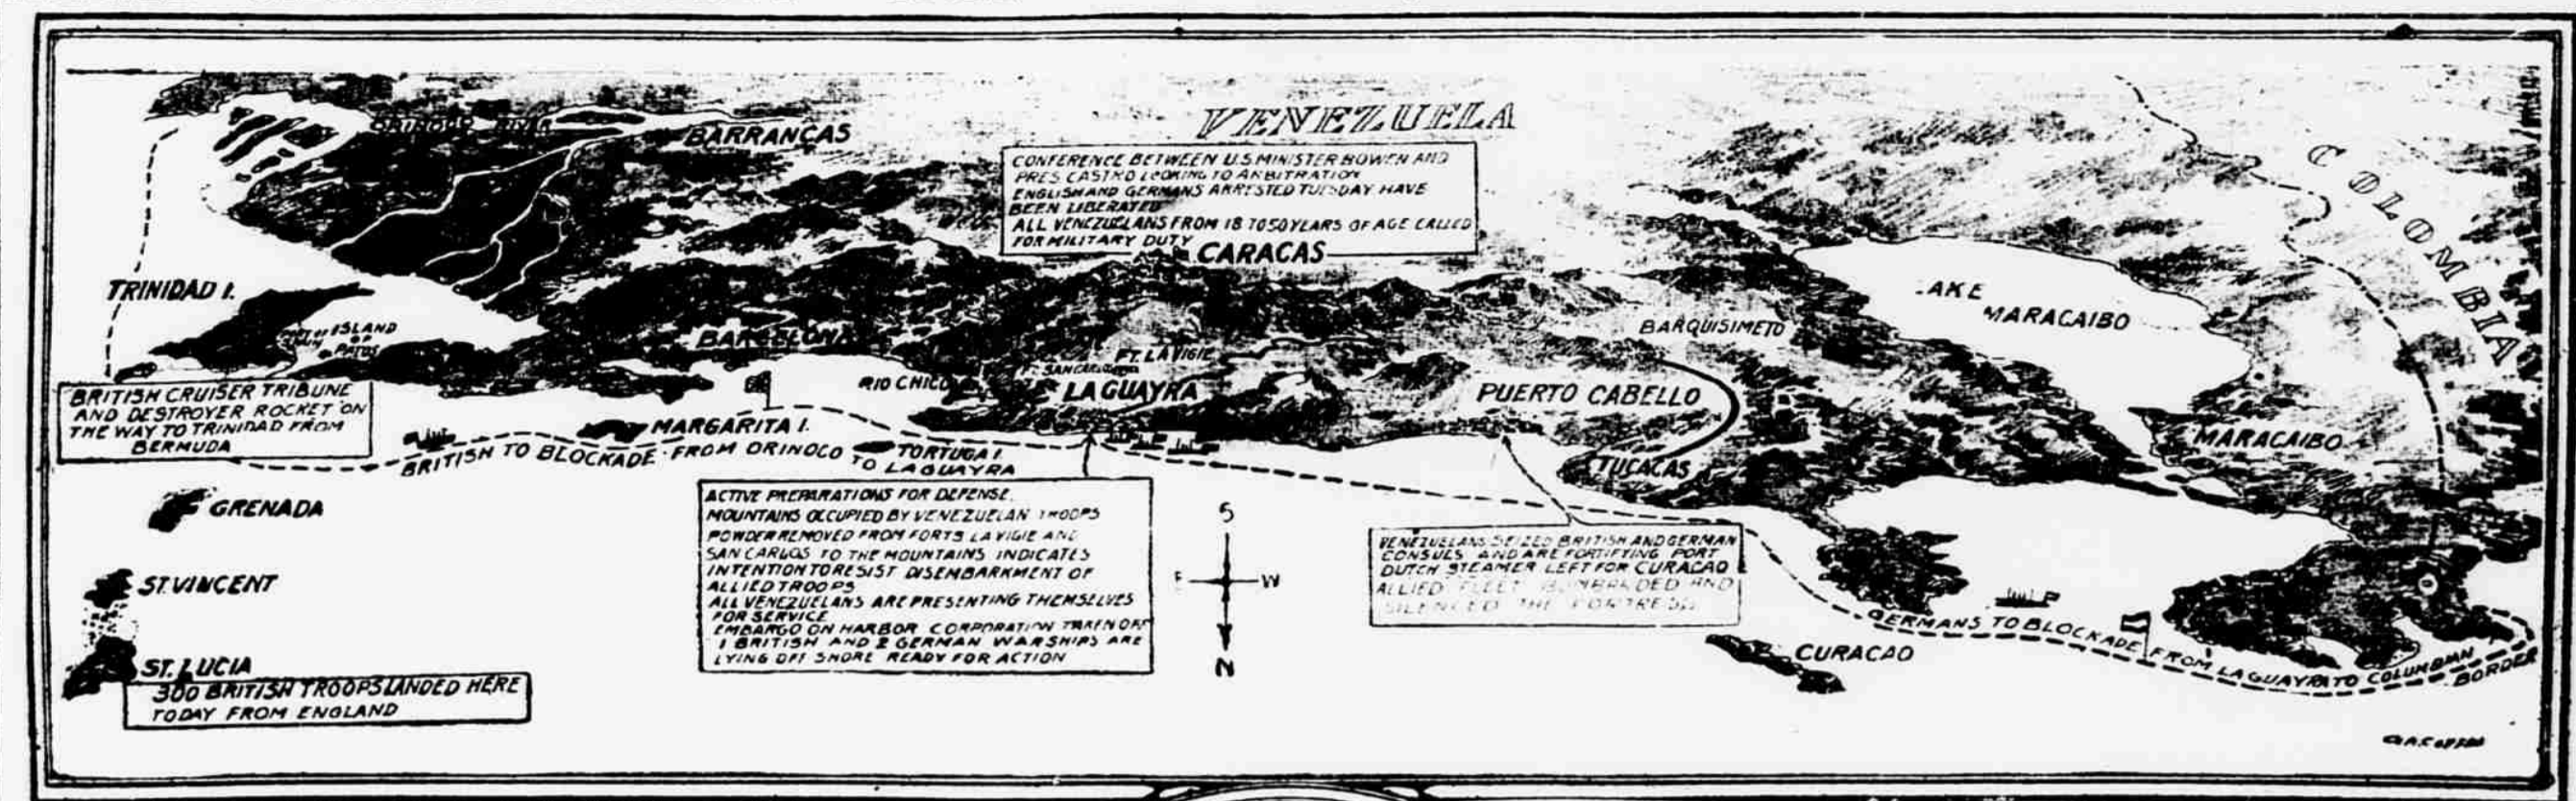 VENEZUELA
COLOMBIA
RIVER
BARRANCAS
CONFERENCE BETWEEN U.S. MINISTER BOWEN AND
PRES CASTRO LOOKING TO ARBITRATION
ENGLISH AND GERMANS ARRESTED TUESDAY HAVE
BEEN LIBERATED
ALL VENEZUELANS FROM 18 TO 50 YEARS OF AGE CALLED
FOR MILITARY DUTY
CARACAS
TRINIDAD I.
PORT OF
ISLAND
OF
PATOS
BARCELONA
LAKE
MARACAIBO
BARQUISIMETO
FT. LA VIGIE
SAN CARLOS
RIO CHICO
LA GUAYRA
PUERTO CABELLO
TUCACAS
MARACAIBO
BRITISH CRUISER TRIBUNE
AND DESTROYER ROCKET ON
THE WAY TO TRINIDAD FROM
BERMUDA
MARGARITA I.
TORTUGA I.
BRITISH TO BLOCKADE FROM ORINOCO TO LA GUAYRA
GRENADA
ST. VINCENT
ST. LUCIA
300 BRITISH TROOPS LANDED HERE
TODAY FROM ENGLAND
ACTIVE PREPARATIONS FOR DEFENSE.
MOUNTAINS OCCUPIED BY VENEZUELAN TROOPS
POWDER REMOVED FROM FORTS LA VIGIE AND
SAN CARLOS TO THE MOUNTAINS INDICATES
INTENTION TO RESIST DISEMBARKMENT OF
ALLIED TROOPS
ALL VENEZUELANS ARE PRESENTING THEMSELVES
FOR SERVICE
EMBARGO ON HARBOR CORPORATION TAKEN OFF
1 BRITISH AND 2 GERMAN WARSHIPS ARE
LYING OFF SHORE READY FOR ACTION
S
E
W
N
VENEZUELANS SEIZED BRITISH AND GERMAN
CONSULS AND ARE FORTIFYING PORT
DUTCH STEAMER LEFT FOR CURACAO
ALLIED FLEET BOMBARDED AND
SILENCED THE FORTRESS
CURACAO
GERMANS TO BLOCKADE FROM LA GUAYRA TO COLUMBIAN BORDER